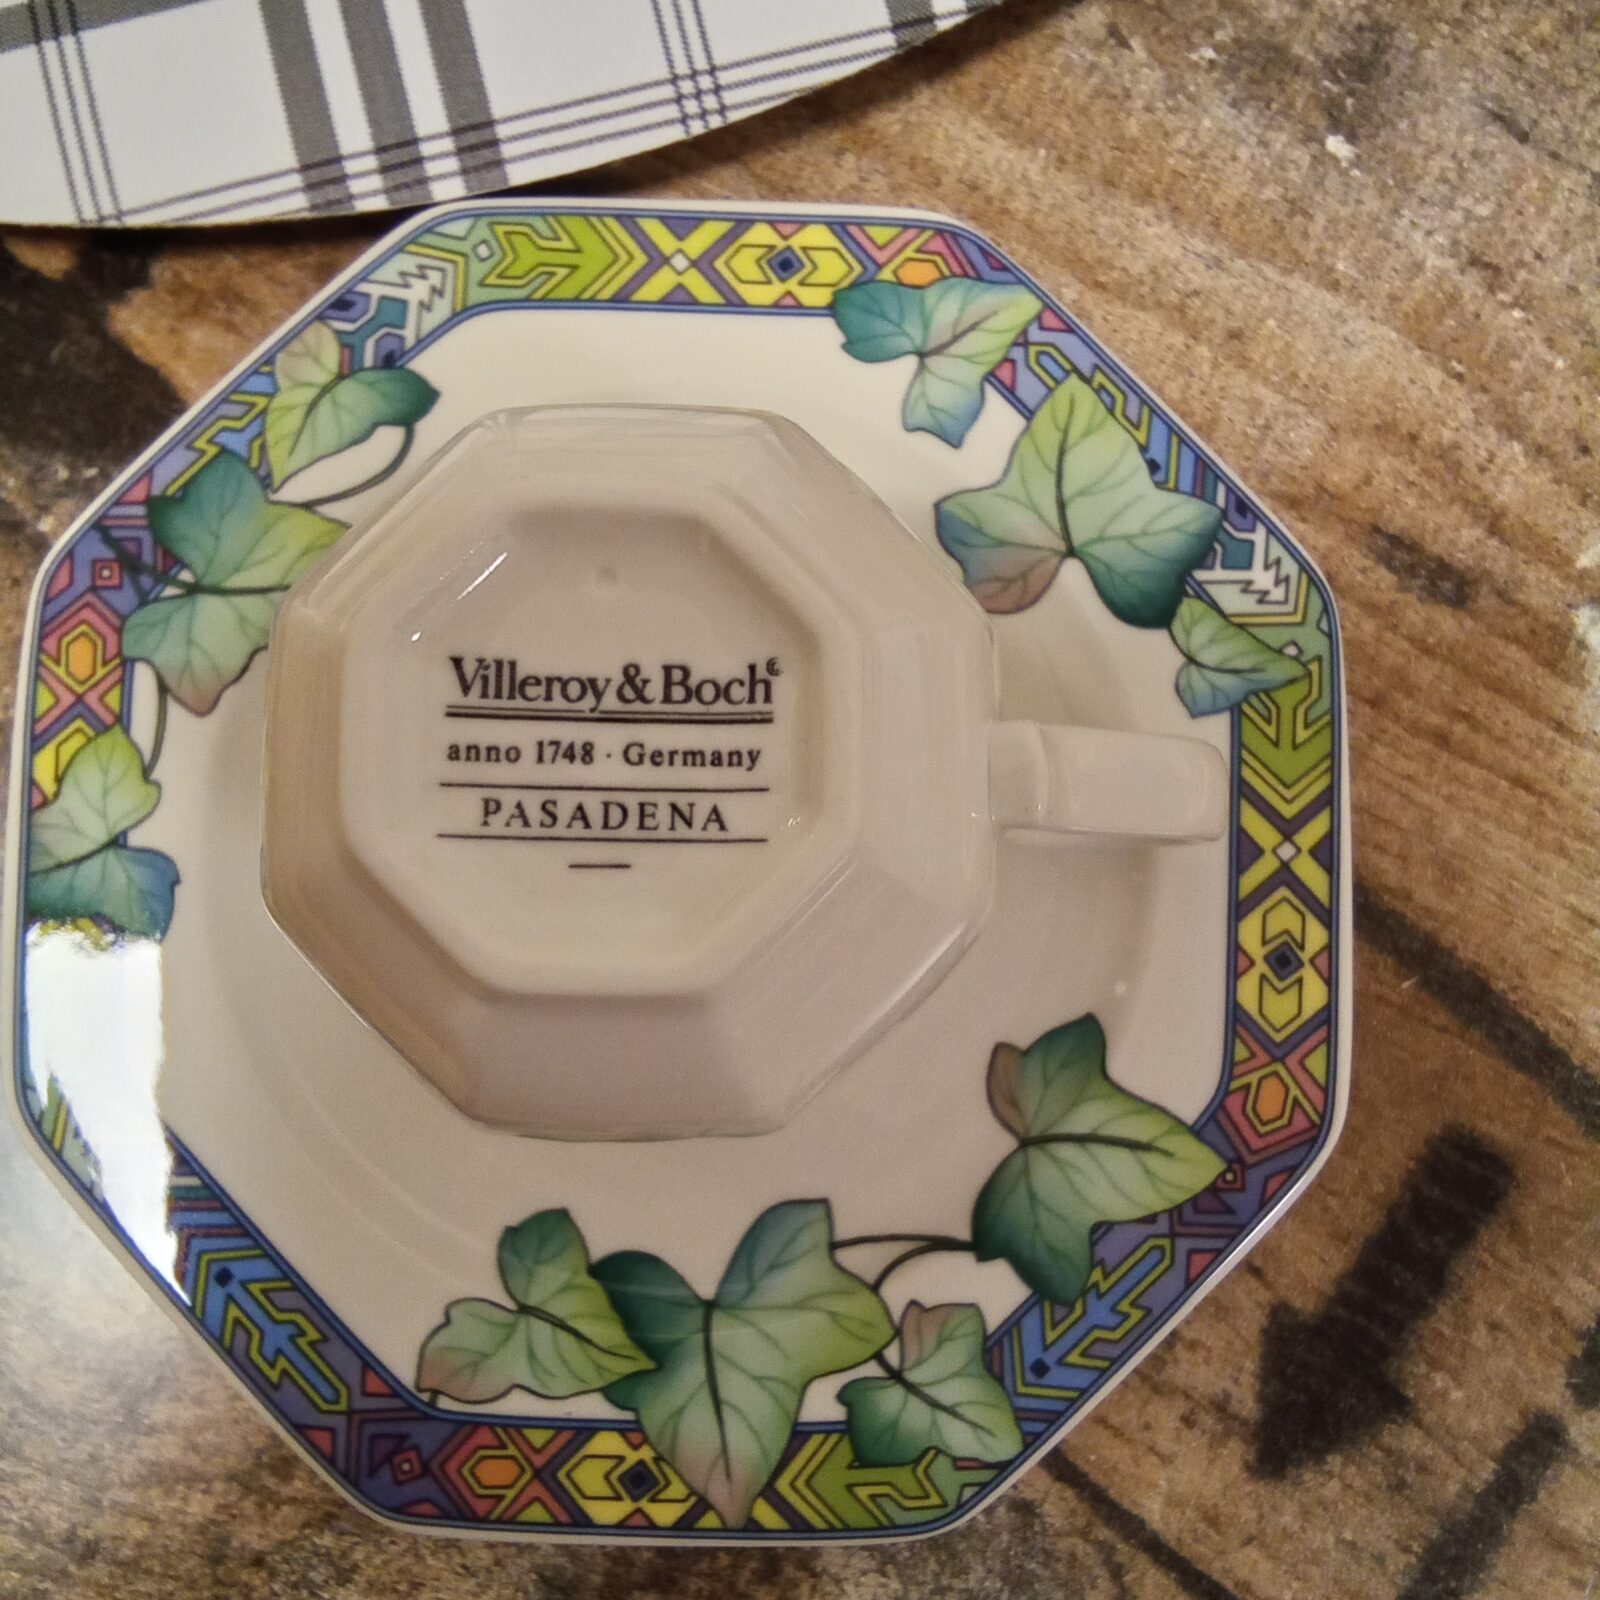 Villeroy & Boch©
anno 1748 · Germany
PASADENA